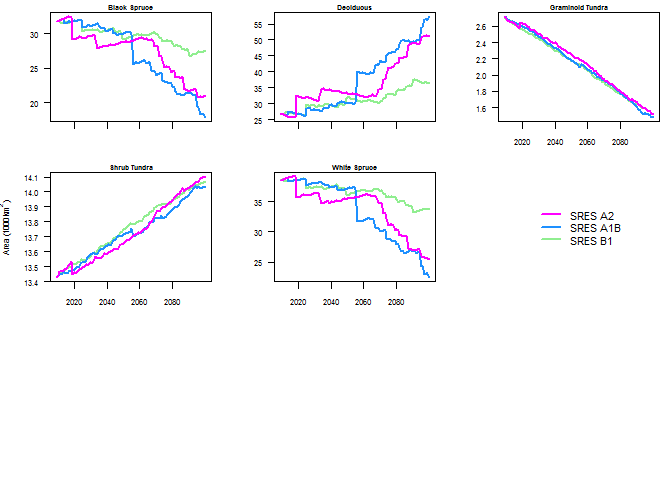 Black Spruce
Deciduous
Graminoid Tundra
30
25
20
55
50
45
40
35
30
25
2.6
2.4
2.2
2.0
1.8
1.6
2020 2040 2060 2080
Shrub Tundra
White Spruce
Area (1000 km²)
14.1
14.0
13.9
13.8
13.7
13.6
13.5
13.4
35
30
25
2020 2040 2060 2080
2020 2040 2060 2080
SRES A2
SRES A1B
SRES B1